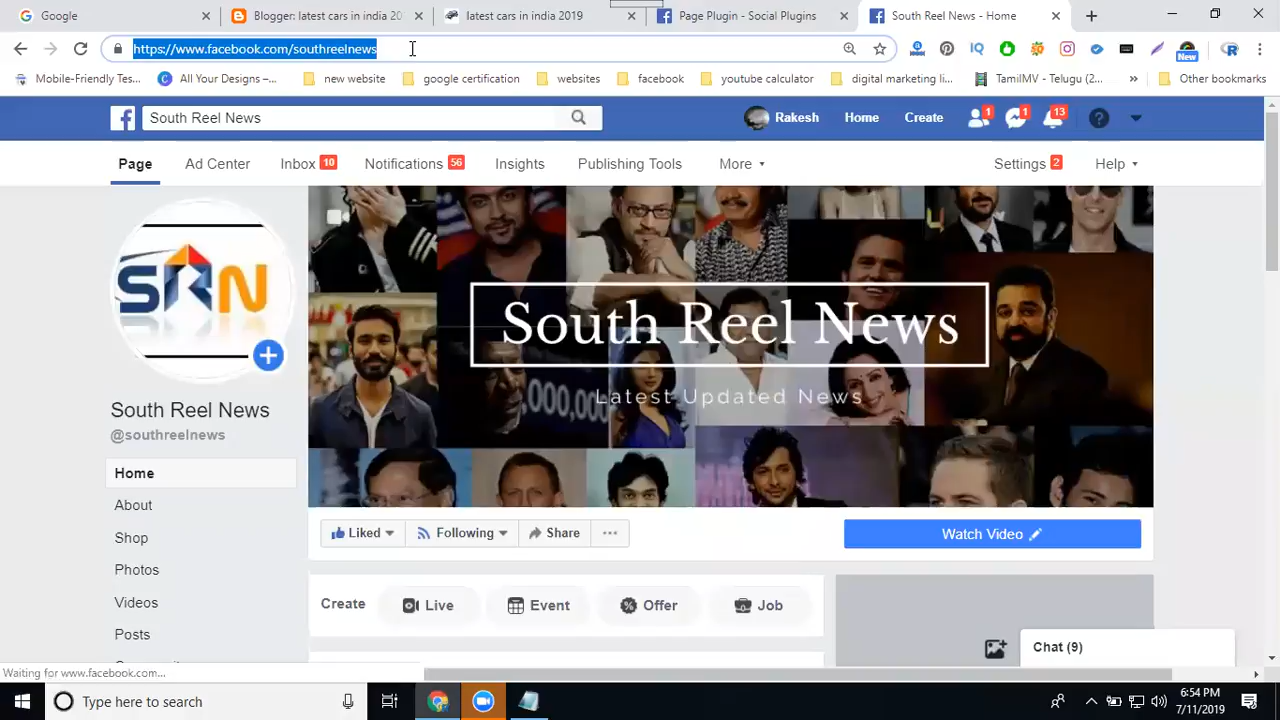 Google
Blogger: latest cars in india 20
latest cars in india 2019
Page Plugin - Social Plugins
South Reel News - Home
https://www.facebook.com/southreelnews
New
Mobile-Friendly Tes...
All Your Designs –...
new website
google certification
websites
facebook
youtube calculator
digital marketing li...
TamilMV - Telugu (2...
Other bookmarks
South Reel News
Rakesh
Home
Create
1
1
13
Page
Ad Center
Inbox 10
Notifications 56
Insights
Publishing Tools
More
Settings 2
Help
SRN
South Reel News
Latest Updated News
,000,000
South Reel News
@southreelnews
Home
About
Shop
Photos
Videos
Posts
Liked
Following
Share
Watch Video
Create
Live
Event
Offer
Job
Chat (9)
Waiting for www.facebook.com...
Type here to search
6:54 PM
7/11/2019